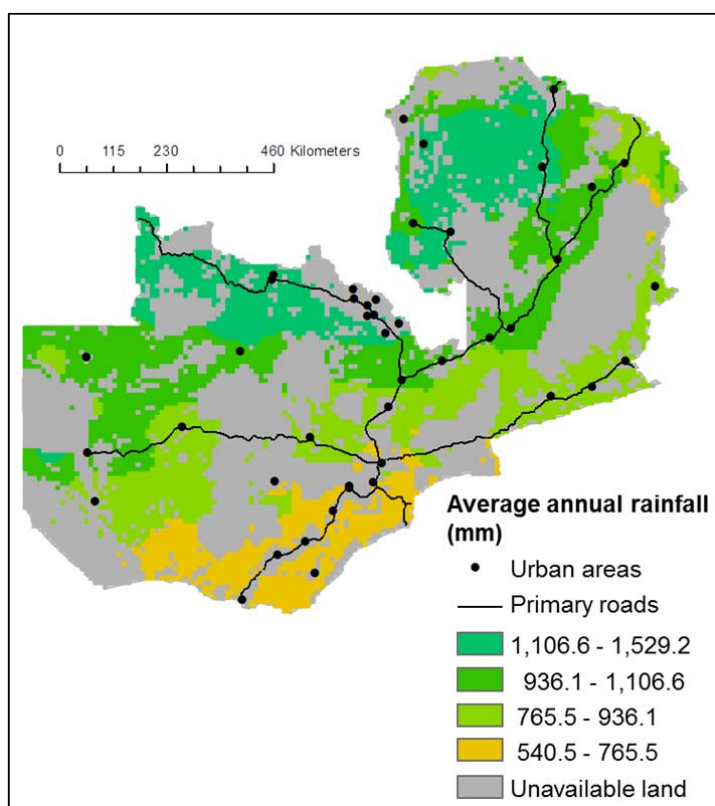 0 115 230 460 Kilometers
Average annual rainfall
(mm)
Urban areas
Primary roads
1,106.6 - 1,529.2
936.1 - 1,106.6
765.5 - 936.1
540.5 - 765.5
Unavailable land